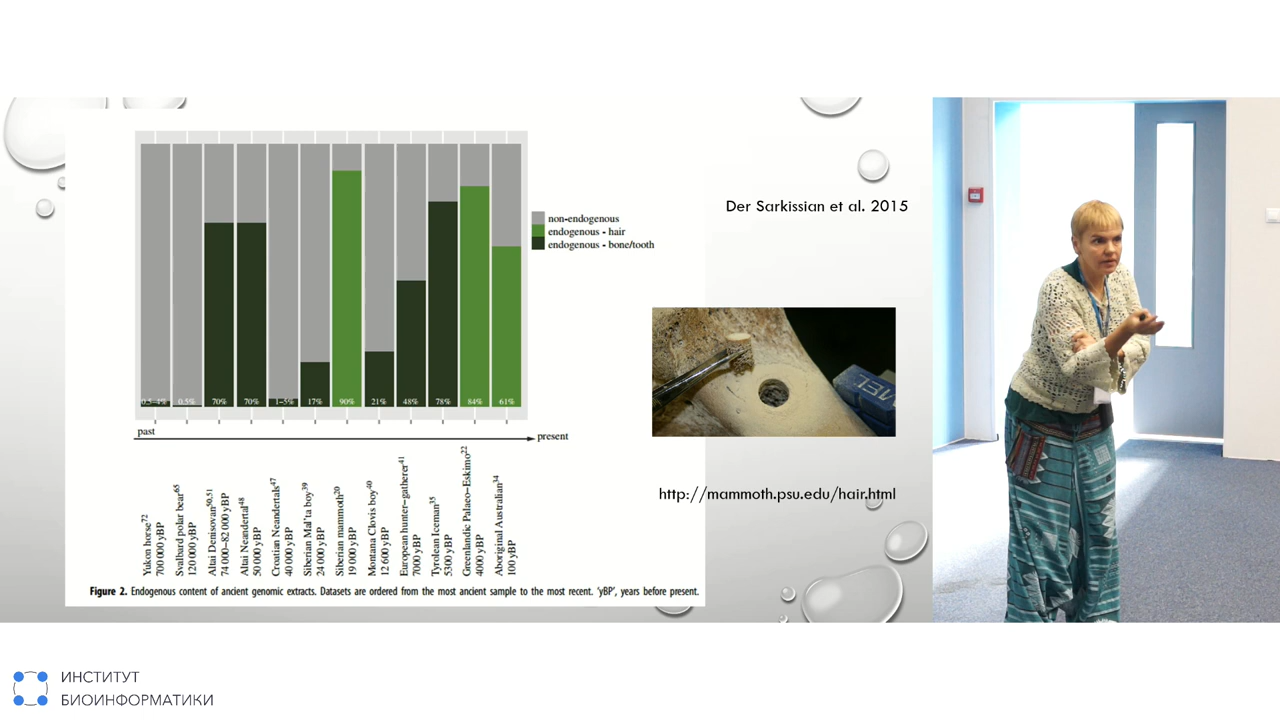 Der Sarkissian et al. 2015
non-endogenous
endogenous - hair
endogenous - bone/tooth
0.5–4%
0.5%
70%
70%
1–5%
17%
90%
21%
48%
78%
84%
61%
past
present
Yukon horse72
700 000 yBP
Svalbard polar bear65
120 000 yBP
Altai Denisovan50,51
74 000–82 000 yBP
Altai Neandertal48
50 000 yBP
Croatian Neandertals47
40 000 yBP
Siberian Mal'ta boy39
24 000 yBP
Siberian mammoth20
19 000 yBP
Montana Clovis boy40
12 600 yBP
European hunter–gatherer41
7000 yBP
Tyrolean Iceman35
5300 yBP
Greenlandic Palaeo–Eskimo22
4000 yBP
Aboriginal Australian34
100 yBP
http://mammoth.psu.edu/hair.html
Figure 2. Endogenous content of ancient genomic extracts. Datasets are ordered from the most ancient sample to the most recent. 'yBP', years before present.
ИНСТИТУТ
БИОИНФОРМАТИКИ